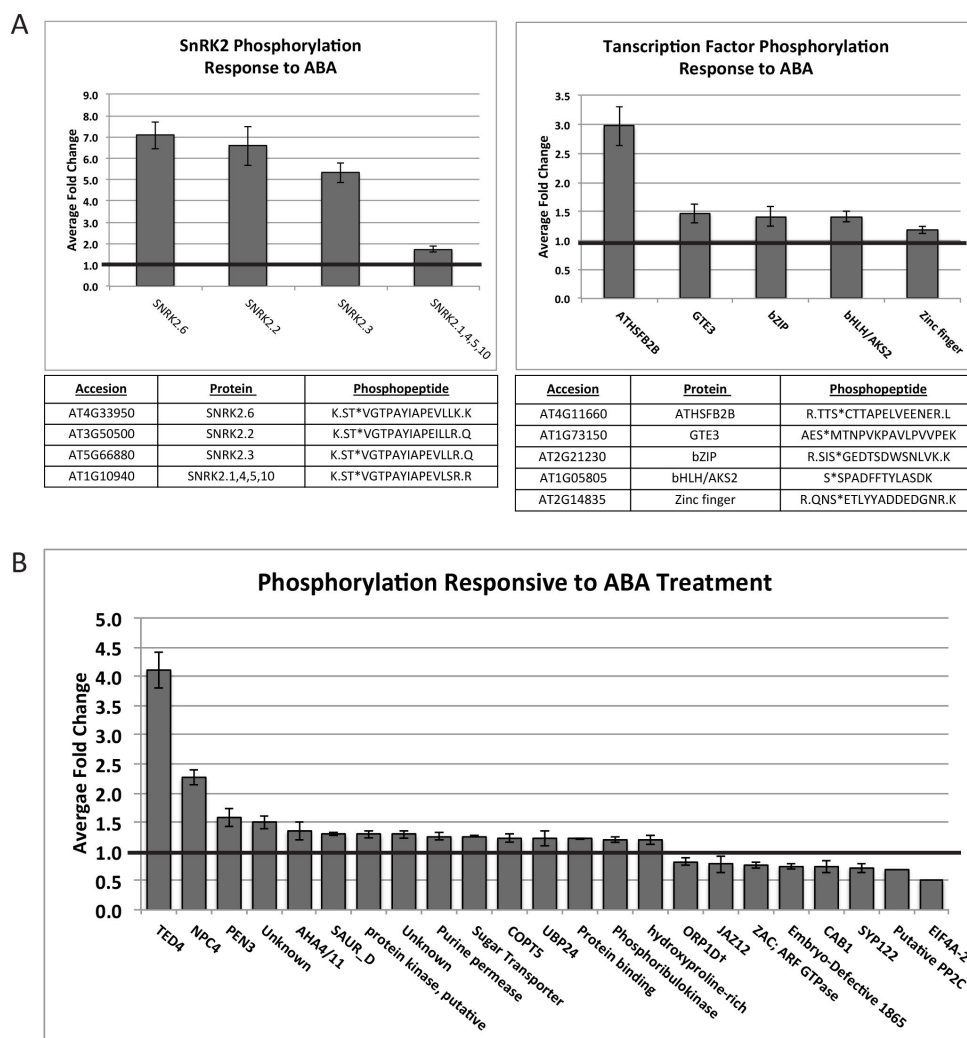 A
SnRK2 Phosphorylation
Response to ABA
Average Fold Change
9.0
8.0
7.0
6.0
5.0
4.0
3.0
2.0
1.0
0.0
SNRK2.6
SNRK2.2
SNRK2.3
SNRK2.1,4,5,10
Accesion Protein Phosphopeptide
AT4G33950 SNRK2.6 K.ST*VGTPAYIAPEVLLK.K
AT3G50500 SNRK2.2 K.ST*VGTPAYIAPEILLR.Q
AT5G66880 SNRK2.3 K.ST*VGTPAYIAPEVLLR.Q
AT1G10940 SNRK2.1,4,5,10 K.ST*VGTPAYIAPEVLSR.R
Tanscription Factor Phosphorylation
Response to ABA
Average Fold Change
3.5
3.0
2.5
2.0
1.5
1.0
0.5
0.0
ATHSFB2B
GTE3
bZIP
bHLH/AKS2
Zinc finger
Accesion Protein Phosphopeptide
AT4G11660 ATHSFB2B R.TTS*CTTAPELVEENER.L
AT1G73150 GTE3 AES*MTNPVKPAVLPVVPEK
AT2G21230 bZIP R.SIS*GEDTSDWSNLVK.K
AT1G05805 bHLH/AKS2 S*SPADFFTYLASDK
AT2G14835 Zinc finger R.QNS*ETLYYADDEDGNR.K
B
Phosphorylation Responsive to ABA Treatment
Avergae Fold Change
5.0
4.5
4.0
3.5
3.0
2.5
2.0
1.5
1.0
0.5
0.0
TED4
NPC4
PEN3
Unknown
AHA4/11
SAUR_D
protein kinase, putative
Unknown
Purine permease
Sugar Transporter
COPT5
UBP24
Protein binding
Phosphoribulokinase
hydroxyproline-rich
ORP1D†
JAZ12
ZAC; ARF GTPase
Embryo-Defective 1865
CAB1
SYP122
Putative PP2C
EIF4A-2